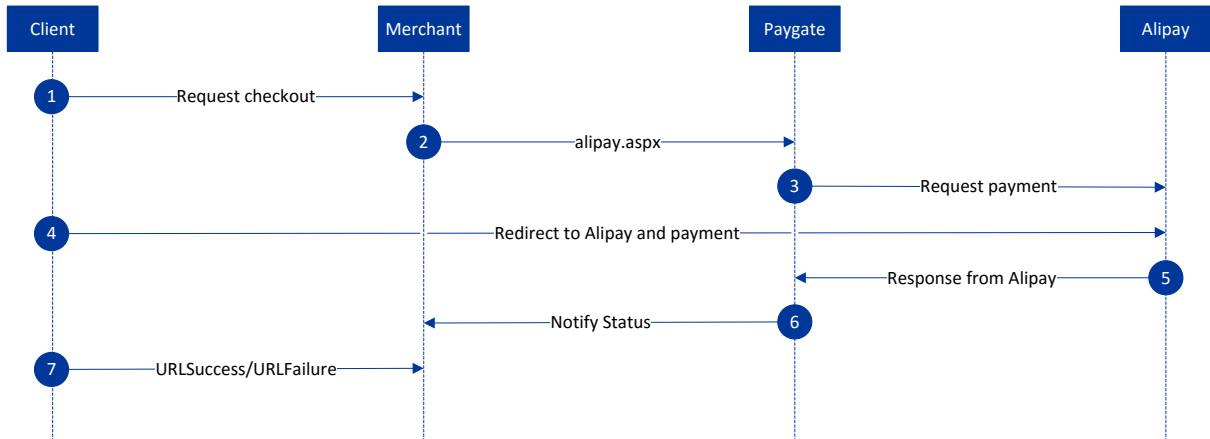 Client
Merchant
Paygate
Alipay
1
Request checkout
2
alipay.aspx
3
Request payment
4
Redirect to Alipay and payment
Response from Alipay
5
Notify Status
6
7
URLSuccess/URLFailure